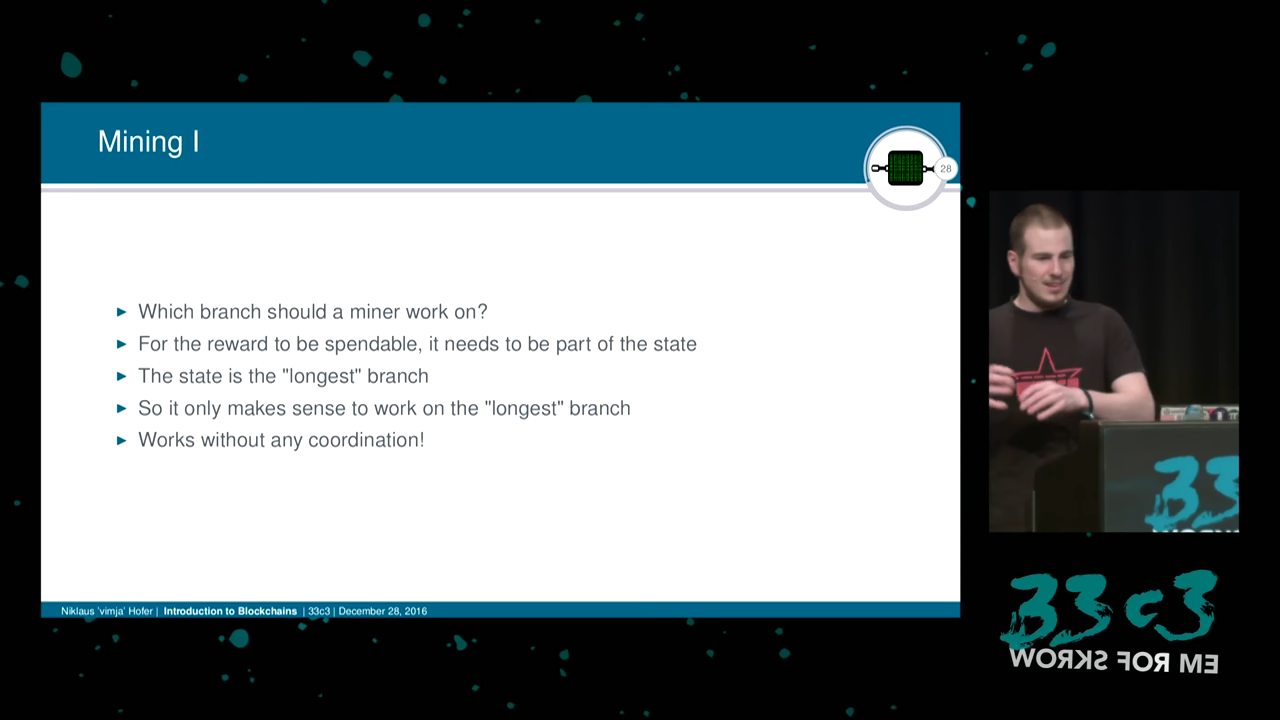 Mining I
28
Which branch should a miner work on?
For the reward to be spendable, it needs to be part of the state
The state is the "longest" branch
So it only makes sense to work on the "longest" branch
Works without any coordination!
Niklaus 'vimja' Hofer | Introduction to Blockchains | 33c3 | December 28, 2016
33
33c3
WORKS FOR ME